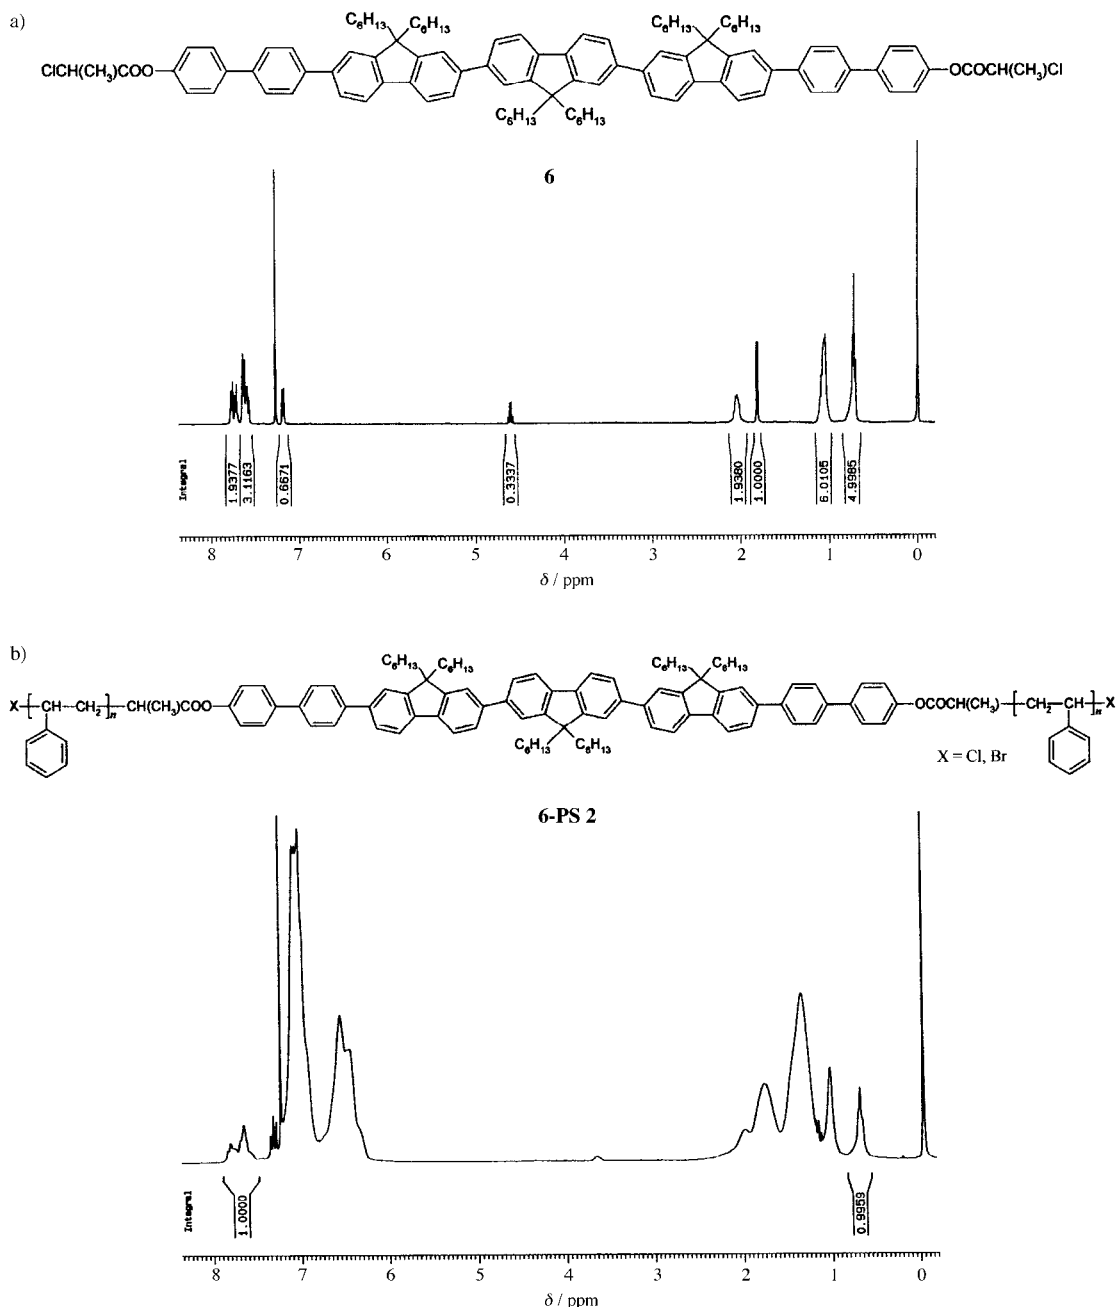 a)
C₆H₁₃ C₆H₁₃ C₆H₁₃ C₆H₁₃
ClCH(CH₃)COO OCOCH(CH₃)Cl
C₆H₁₃ C₆H₁₃
6
Integral
1.9377 3.1163 0.6671 0.3337 1.9380 1.0000 6.0105 4.9985
8 7 6 5 4 3 2 1 0
δ / ppm
b)
C₆H₁₃ C₆H₁₃ C₆H₁₃ C₆H₁₃
X-[CH-CH₂]ₙ-CH(CH₃)COO OCOCH(CH₃)-[CH₂-CH]ₙ-X
C₆H₁₃ C₆H₁₃
X = Cl, Br
6-PS 2
Integral
1.0000 0.9959
8 7 6 5 4 3 2 1 0
δ / ppm